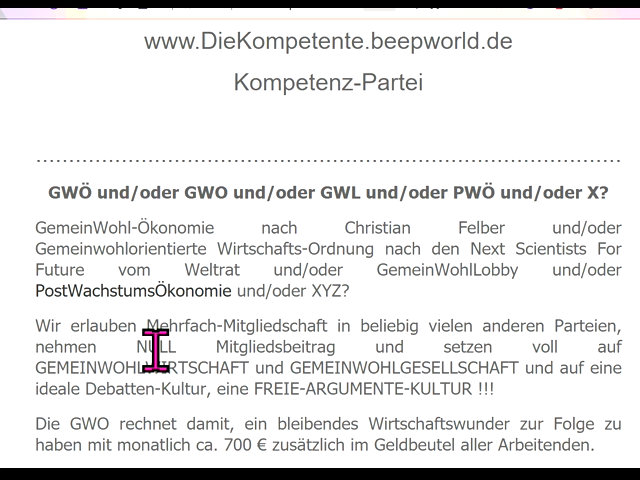 www.DieKompetente.beepworld.de
Kompetenz-Partei
GWÖ und/oder GWO und/oder GWL und/oder PWÖ und/oder X?
GemeinWohl-Ökonomie nach Christian Felber und/oder
Gemeinwohlorientierte Wirtschafts-Ordnung nach den Next Scientists For
Future vom Weltrat und/oder GemeinWohlLobby und/oder
PostWachstumsÖkonomie und/oder XYZ?
Wir erlauben Mehrfach-Mitgliedschaft in beliebig vielen anderen Parteien,
nehmen NULL Mitgliedsbeitrag und setzen voll auf
GEMEINWOHLWIRTSCHAFT und GEMEINWOHLGESELLSCHAFT und auf eine
ideale Debatten-Kultur, eine FREIE-ARGUMENTE-KULTUR !!!
Die GWO rechnet damit, ein bleibendes Wirtschaftswunder zur Folge zu
haben mit monatlich ca. 700 € zusätzlich im Geldbeutel aller Arbeitenden.